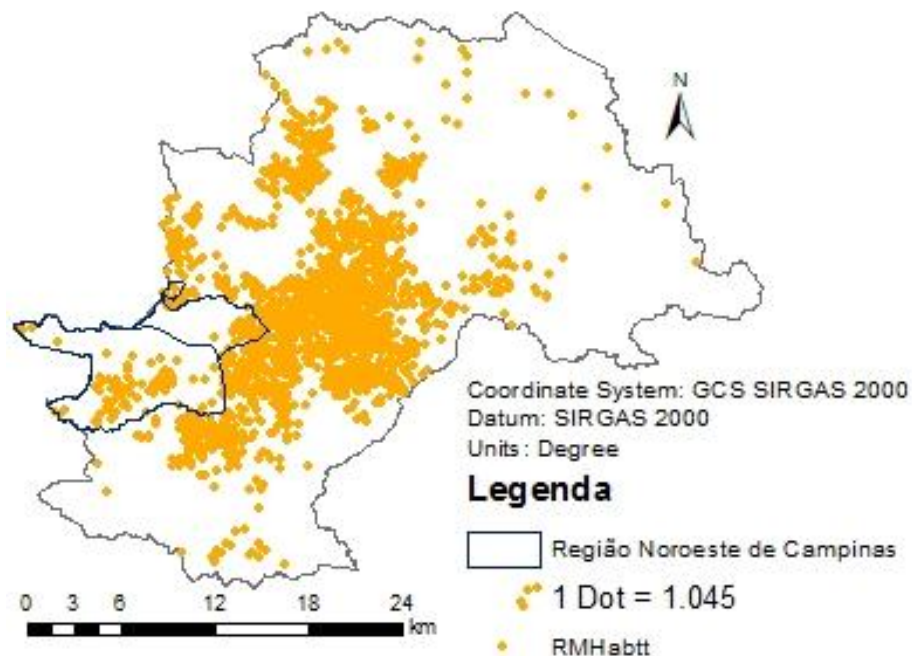 N
Coordinate System: GCS SIRGAS 2000
Datum: SIRGAS 2000
Units: Degree
Legenda
Região Noroeste de Campinas
1 Dot = 1.045
RMHabtt
0 3 6 12 18 24
km